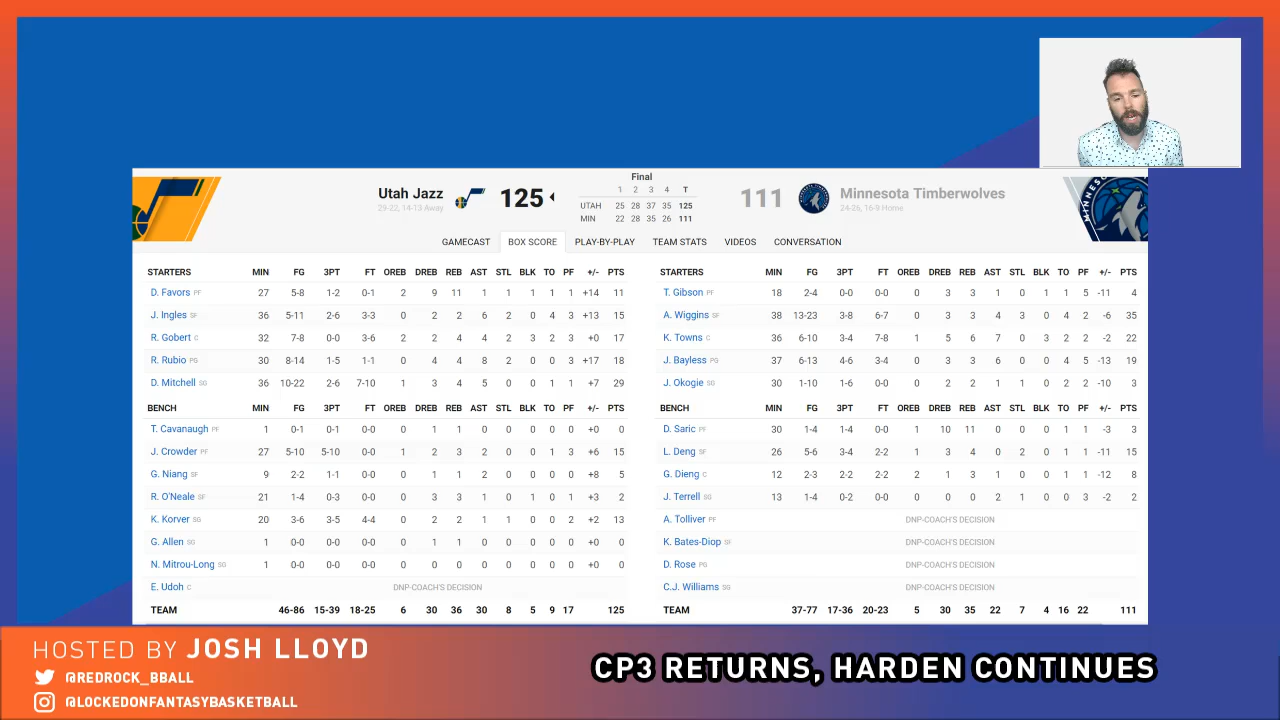 Final
Utah Jazz 125 1 2 3 4 T 111 Minnesota Timberwolves
29-22, 14-13 Away UTAH 25 28 37 35 125 24-26, 16-9 Home
MIN 22 28 35 26 111
MINNESO
GAMECAST BOX SCORE PLAY-BY-PLAY TEAM STATS VIDEOS CONVERSATION
STARTERS MIN FG 3PT FT OREB DREB REB AST STL BLK TO PF +/- PTS
D. Favors PF 27 5-8 1-2 0-1 2 9 11 1 1 1 1 1 +14 11
J. Ingles SF 36 5-11 2-6 3-3 0 2 2 6 2 0 4 3 +13 15
R. Gobert C 32 7-8 0-0 3-6 2 2 4 4 2 3 2 3 +0 17
R. Rubio PG 30 8-14 1-5 1-1 0 4 4 8 2 0 0 3 +17 18
D. Mitchell SG 36 10-22 2-6 7-10 1 3 4 5 0 0 1 1 +7 29
BENCH MIN FG 3PT FT OREB DREB REB AST STL BLK TO PF +/- PTS
T. Cavanaugh PF 1 0-1 0-1 0-0 0 1 1 0 0 0 0 0 +0 0
J. Crowder PF 27 5-10 5-10 0-0 1 2 3 2 0 0 1 3 +6 15
G. Niang SF 9 2-2 1-1 0-0 0 1 1 2 0 0 0 1 +8 5
R. O'Neale SF 21 1-4 0-3 0-0 0 3 3 1 0 1 0 1 +3 2
K. Korver SG 20 3-6 3-5 4-4 0 2 2 1 1 0 0 2 +2 13
G. Allen SG 1 0-0 0-0 0-0 0 1 1 0 0 0 0 0 +0 0
N. Mitrou-Long SG 1 0-0 0-0 0-0 0 0 0 0 0 0 0 0 +0 0
E. Udoh C DNP-COACH'S DECISION
TEAM 46-86 15-39 18-25 6 30 36 30 8 5 9 17 125
STARTERS MIN FG 3PT FT OREB DREB REB AST STL BLK TO PF +/- PTS
T. Gibson PF 18 2-4 0-0 0-0 0 3 3 1 0 1 1 5 -11 4
A. Wiggins SF 38 13-23 3-8 6-7 0 3 3 4 3 0 4 2 -6 35
K. Towns C 36 6-10 3-4 7-8 1 5 6 7 0 3 2 2 -2 22
J. Bayless PG 37 6-13 4-6 3-4 0 3 3 6 0 0 4 5 -13 19
J. Okogie SG 30 1-10 1-6 0-0 0 2 2 1 1 0 2 2 -10 3
BENCH MIN FG 3PT FT OREB DREB REB AST STL BLK TO PF +/- PTS
D. Saric PF 30 1-4 1-4 0-0 1 10 11 0 0 0 1 1 -3 3
L. Deng SF 26 5-6 3-4 2-2 1 3 4 0 2 0 1 1 -11 15
G. Dieng C 12 2-3 2-2 2-2 2 1 3 1 0 0 1 1 -12 8
J. Terrell SG 13 1-4 0-2 0-0 0 0 0 2 1 0 0 3 -2 2
A. Tolliver PF DNP-COACH'S DECISION
K. Bates-Diop SF DNP-COACH'S DECISION
D. Rose PG DNP-COACH'S DECISION
C.J. Williams SG DNP-COACH'S DECISION
TEAM 37-77 17-36 20-23 5 30 35 22 7 4 16 22 111
HOSTED BY JOSH LLOYD
@REDROCK_BBALL
@LOCKEDONFANTASYBASKETBALL
CP3 RETURNS, HARDEN CONTINUES